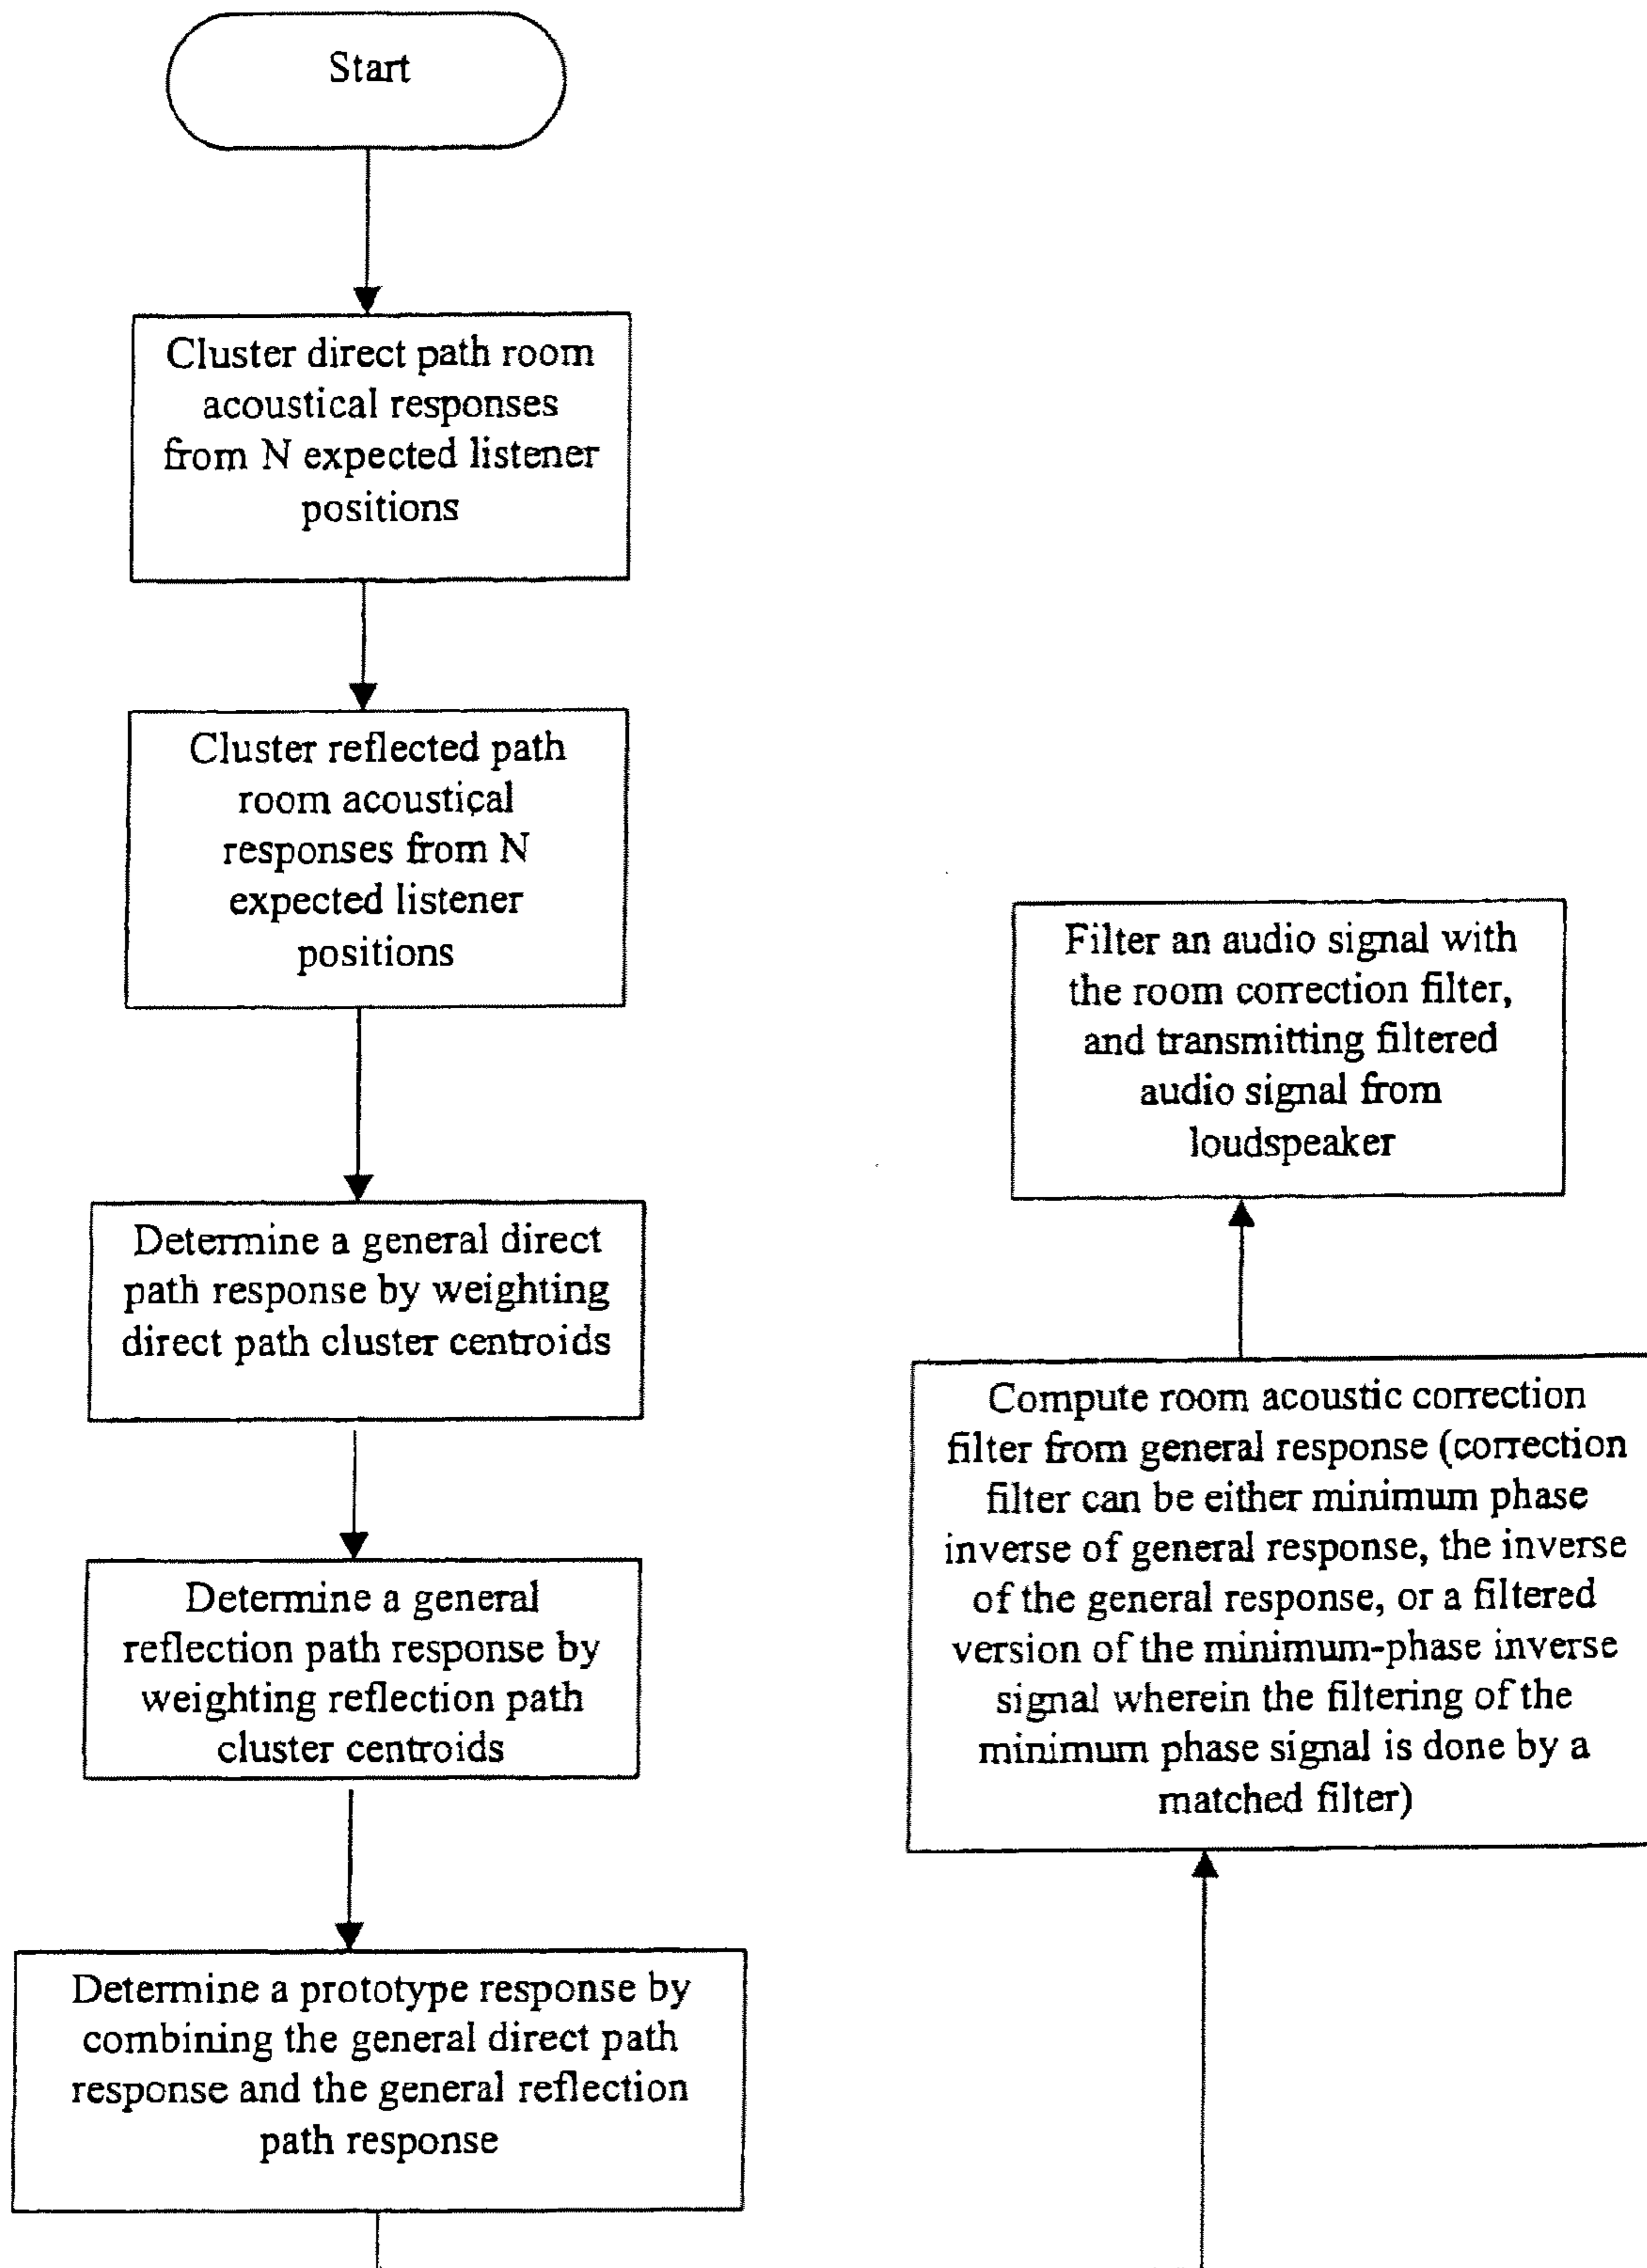 Start
Cluster direct path room
acoustical responses
from N expected listener
positions
Cluster reflected path
room acoustical
responses from N
expected listener
positions
Determine a general direct
path response by weighting
direct path cluster centroids
Determine a general
reflection path response by
weighting reflection path
cluster centroids
Determine a prototype response by
combining the general direct path
response and the general reflection
path response
Compute room acoustic correction
filter from general response (correction
filter can be either minimum phase
inverse of general response, the inverse
of the general response, or a filtered
version of the minimum-phase inverse
signal wherein the filtering of the
minimum phase signal is done by a
matched filter)
Filter an audio signal with
the room correction filter,
and transmitting filtered
audio signal from
loudspeaker